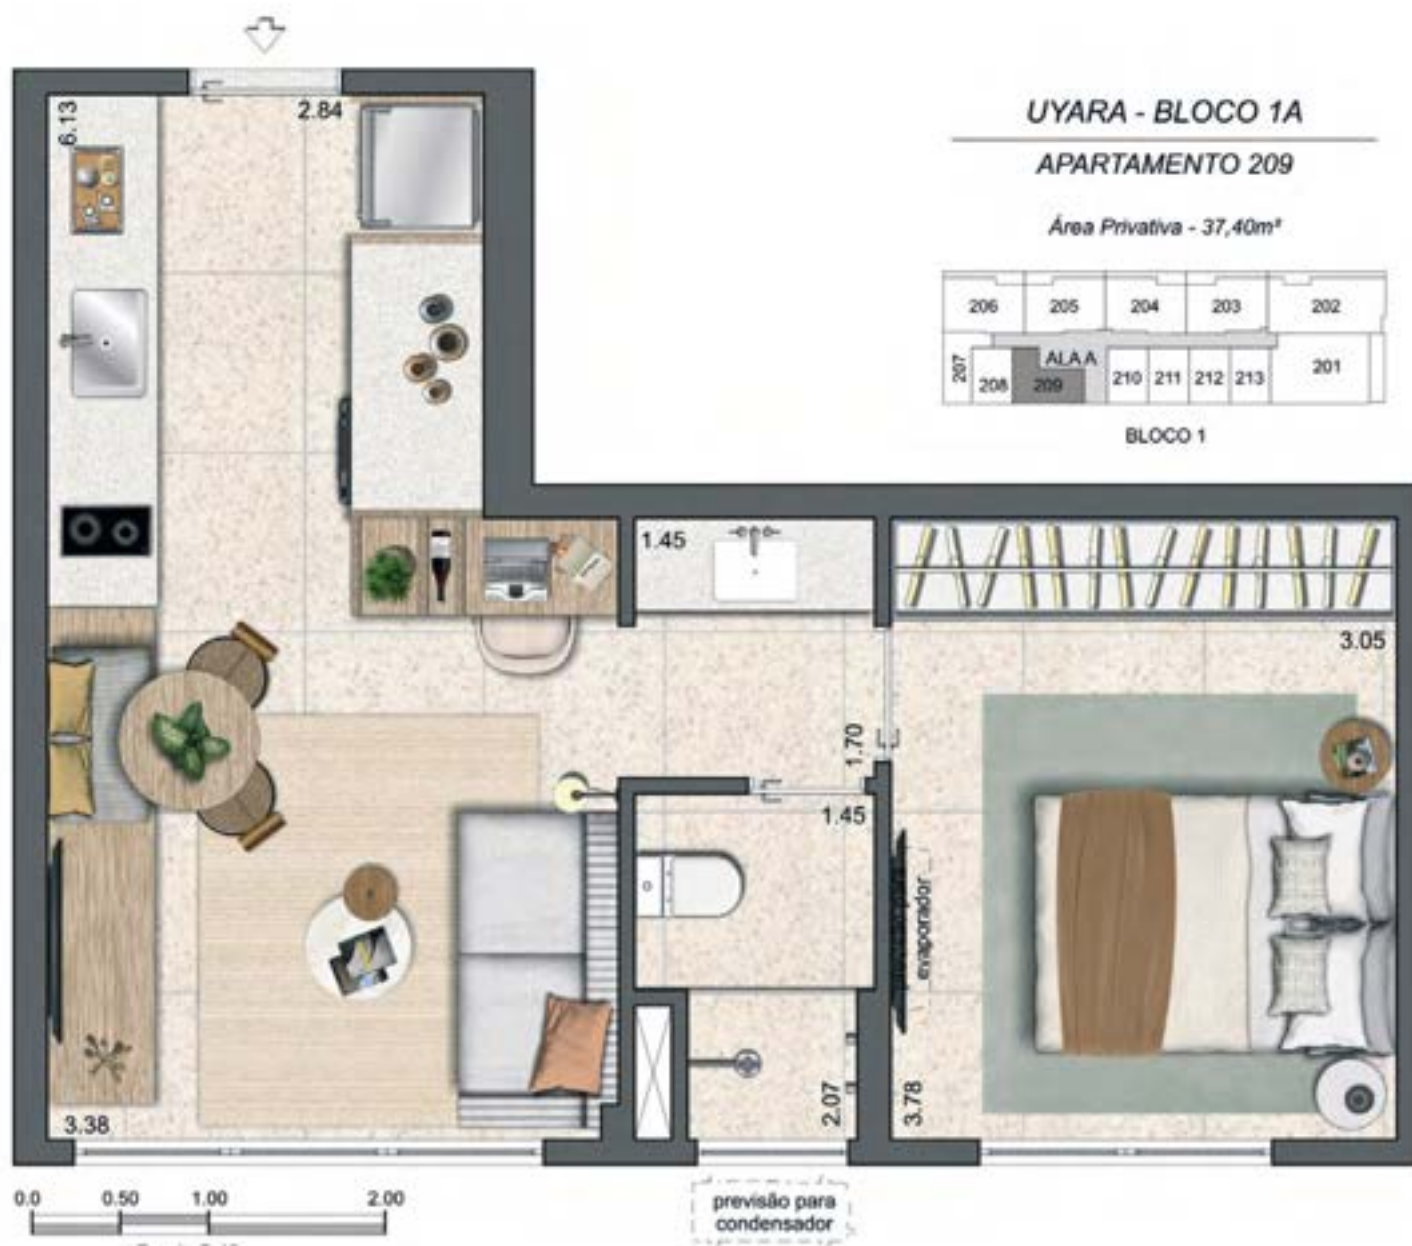 UYARA - BLOCO 1A
APARTAMENTO 209
Área Privativa - 37,40m²
206 205 204 203 202
207 208 209 ALA A 210 211 212 213 201
BLOCO 1
6.13
2.84
1.45
3.05
1.70
1.45
evaporador
2.07
3.78
3.38
0.0 0.50 1.00 2.00
previsão para
condensador